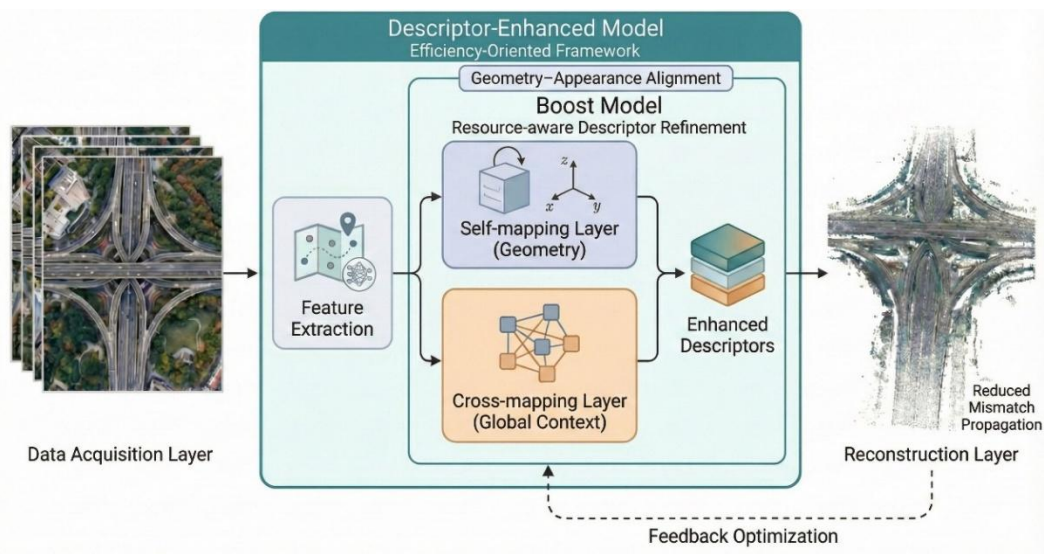 Descriptor-Enhanced Model
Efficiency-Oriented Framework
Geometry–Appearance Alignment
Boost Model
Resource-aware Descriptor Refinement
z
x
y
Self-mapping Layer
(Geometry)
Feature
Extraction
Enhanced
Descriptors
Cross-mapping Layer
(Global Context)
Reduced
Mismatch
Propagation
Data Acquisition Layer
Reconstruction Layer
Feedback Optimization